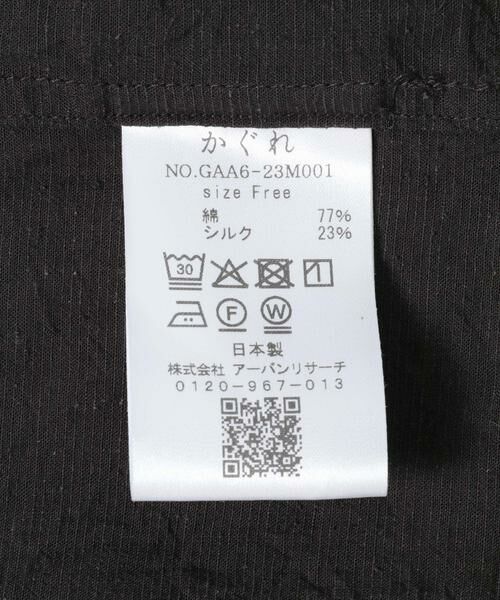 かぐれ
NO.GAA6-23M001
size Free
綿 77%
シルク 23%
30
F W
日本製
株式会社 アーバンリサーチ
0120-967-013